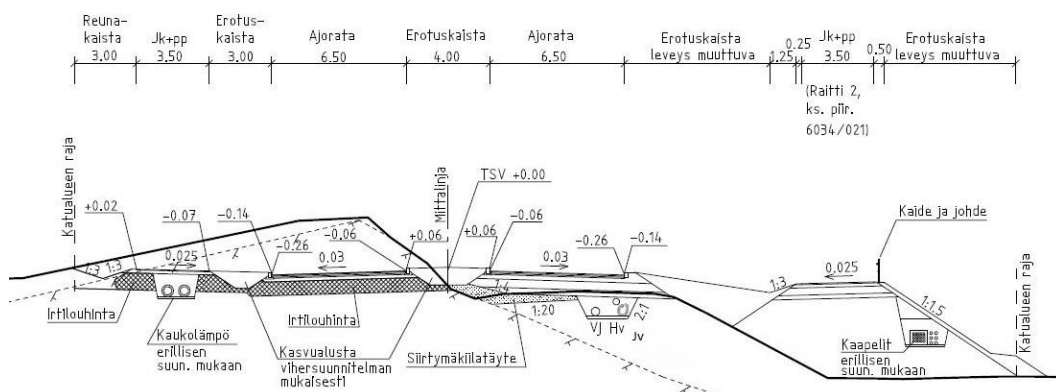 Reuna-
kaista
3.00
Jk+pp
3.50
Erotus-
kaista
3.00
Ajorata
6.50
Erotuskaista
4.00
Ajorata
6.50
Erotuskaista
leveys muuttuva
1.25
0.25
Jk+pp
3.50
0.50
Erotuskaista
leveys muuttuva
(Raitti 2,
ks. piir.
6034/021)
Katualueen raja
+0.02
-0.07
-0.14
-0.26
-0.06
+0.06
Mittalinja
TSV +0.00
+0.06
-0.06
-0.26
-0.14
Kaide ja johde
Katualueen raja
1:3
1:3
0.025
0.03
0.03
1:3
0.025
1:1.5
1:4
1:20
2:1
Irtilouhinta
Irtilouhinta
Kaukolämpö
erillisen
suun. mukaan
Kasvualusta
vihersuunnitelman
mukaisesti
Siirtymäkiilatäyte
VJ Hv Jv
Kaapelit
erillisen
suun. mukaan